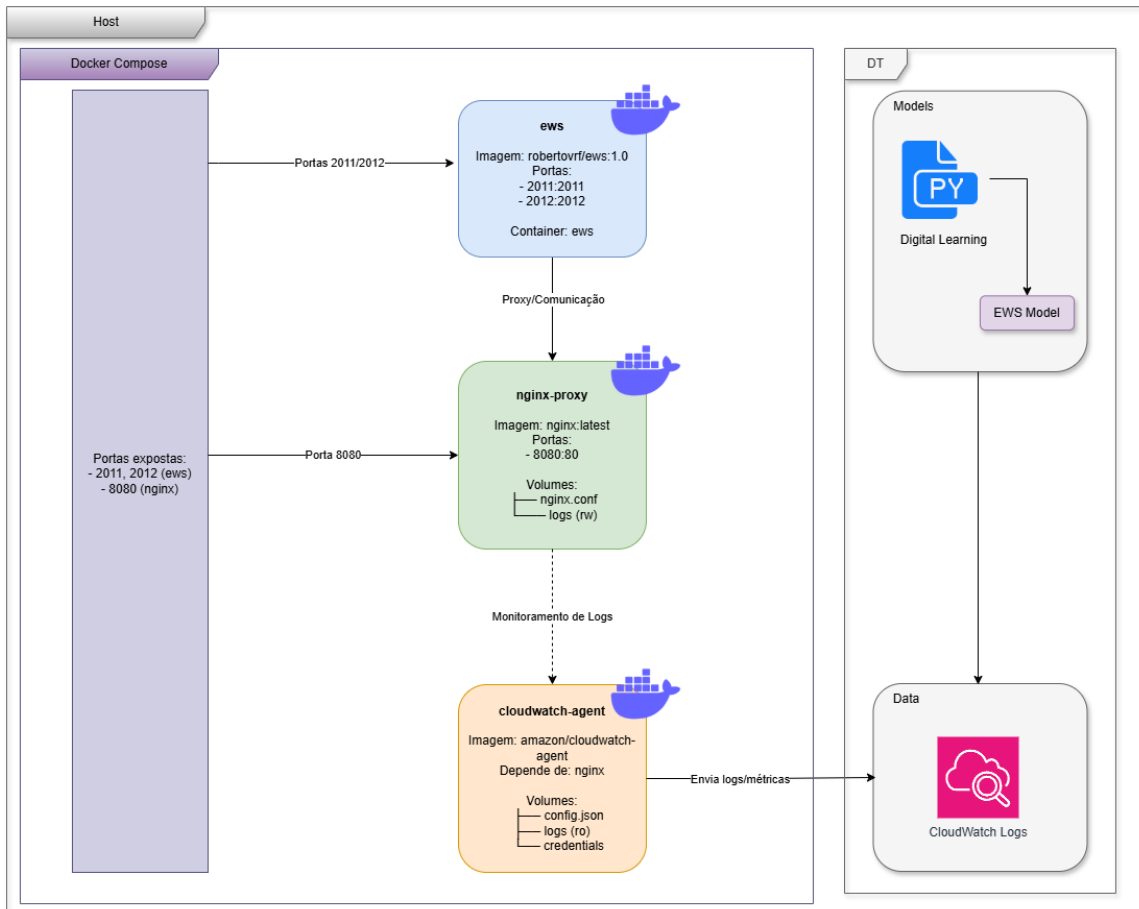 Host
Docker Compose
Portas expostas:
- 2011, 2012 (ews)
- 8080 (nginx)
Portas 2011/2012
ews
Imagem: robertovrf/ews:1.0
Portas:
- 2011:2011
- 2012:2012
Container: ews
Proxy/Comunicação
Porta 8080
nginx-proxy
Imagem: nginx:latest
Portas:
- 8080:80
Volumes:
├── nginx.conf
└── logs (rw)
Monitoramento de Logs
cloudwatch-agent
Imagem: amazon/cloudwatch-
agent
Depende de: nginx
Volumes:
├── config.json
├── logs (ro)
└── credentials
Envia logs/métricas
DT
Models
PY
Digital Learning
EWS Model
Data
CloudWatch Logs